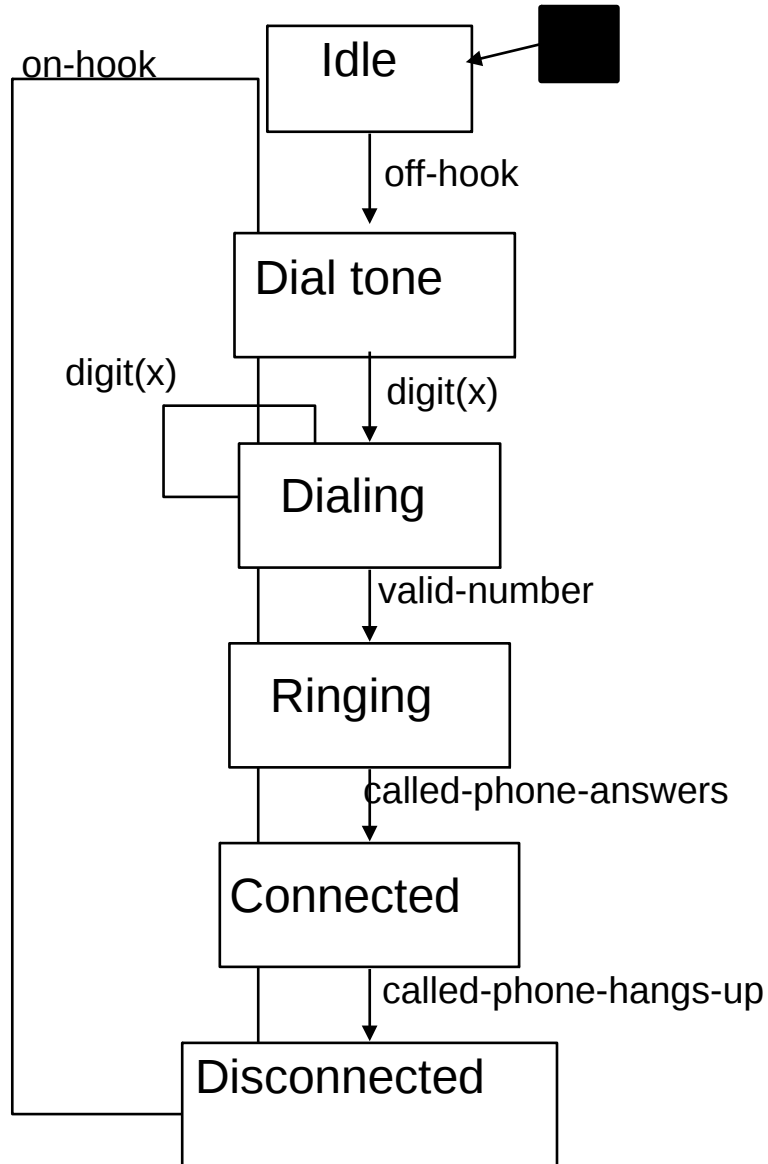 Idle
on-hook
off-hook
Dial tone
digit(x)
digit(x)
Dialing
valid-number
Ringing
called-phone-answers
Connected
called-phone-hangs-up
Disconnected